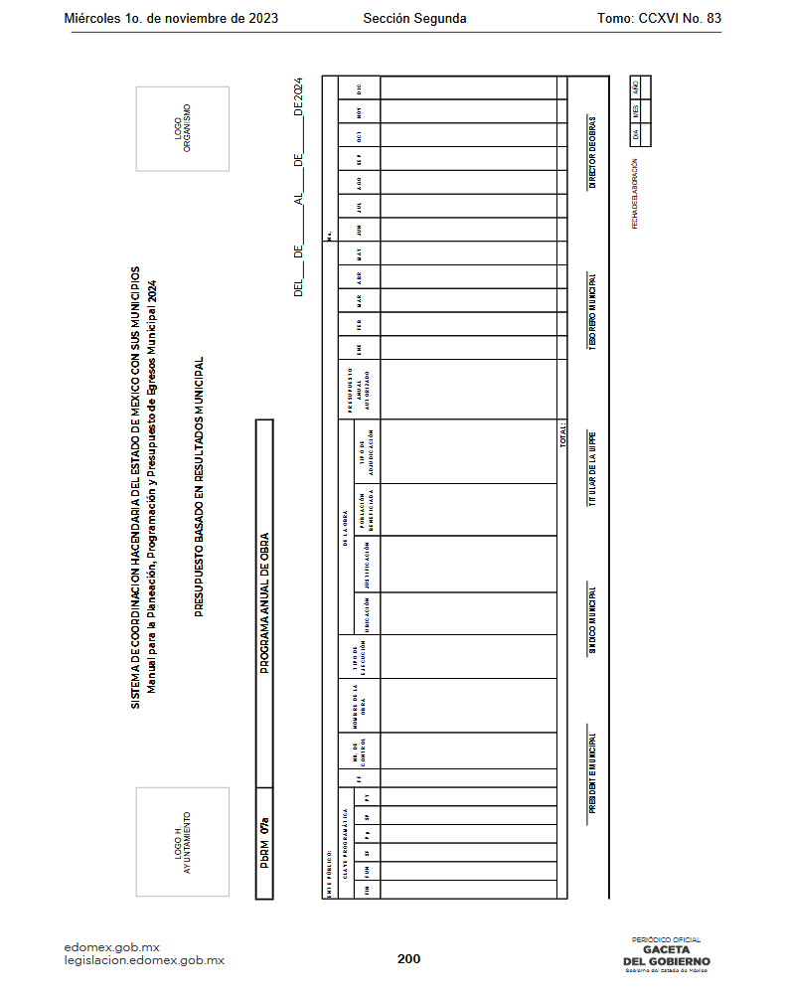 Miércoles 1o. de noviembre de 2023 Sección Segunda Tomo: CCXVI No. 83
LOGO H.
AYUNTAMIENTO
SISTEMA DE COORDINACION HACENDARIA DEL ESTADO DE MEXICO CON SUS MUNICIPIOS
Manual para la Planeación, Programación y Presupuesto de Egresos Municipal 2024
LOGO
ORGANISMO
PRESUPUESTO BASADO EN RESULTADOS MUNICIPAL
PbRM 07a PROGRAMA ANUAL DE OBRA
DEL___ DE______AL___DE______DE 2024
ENTE PÚBLICO: No.
CLAVE PROGRAMÁTICA
FIN FUN SF Pp SP PY
FF
NO. DE
CONTROL
NOMBRE DE LA
OBRA
TIPO DE
EJECUCIÓN
DE LA OBRA
UBICACIÓN
JUSTIFICACIÓN
POBLACIÓN
BENEFICIADA
TIPO DE
ADJUDICACIÓN
PRESUPUESTO
ANUAL
AUTORIZADO
ENE FEB MAR ABR MAY JUN JUL AGO SEP OCT NOV DIC
TOTAL:
PRESIDENTE MUNICIPAL SINDICO MUNICIPAL TITULAR DE LA UIPPE TESORERO MUNICIPAL DIRECTOR DE OBRAS
FECHA DE ELABORACIÓN DIA MES AÑO
edomex.gob.mx
legislacion.edomex.gob.mx
200
PERIÓDICO OFICIAL
GACETA
DEL GOBIERNO
Gobierno del Estado de México